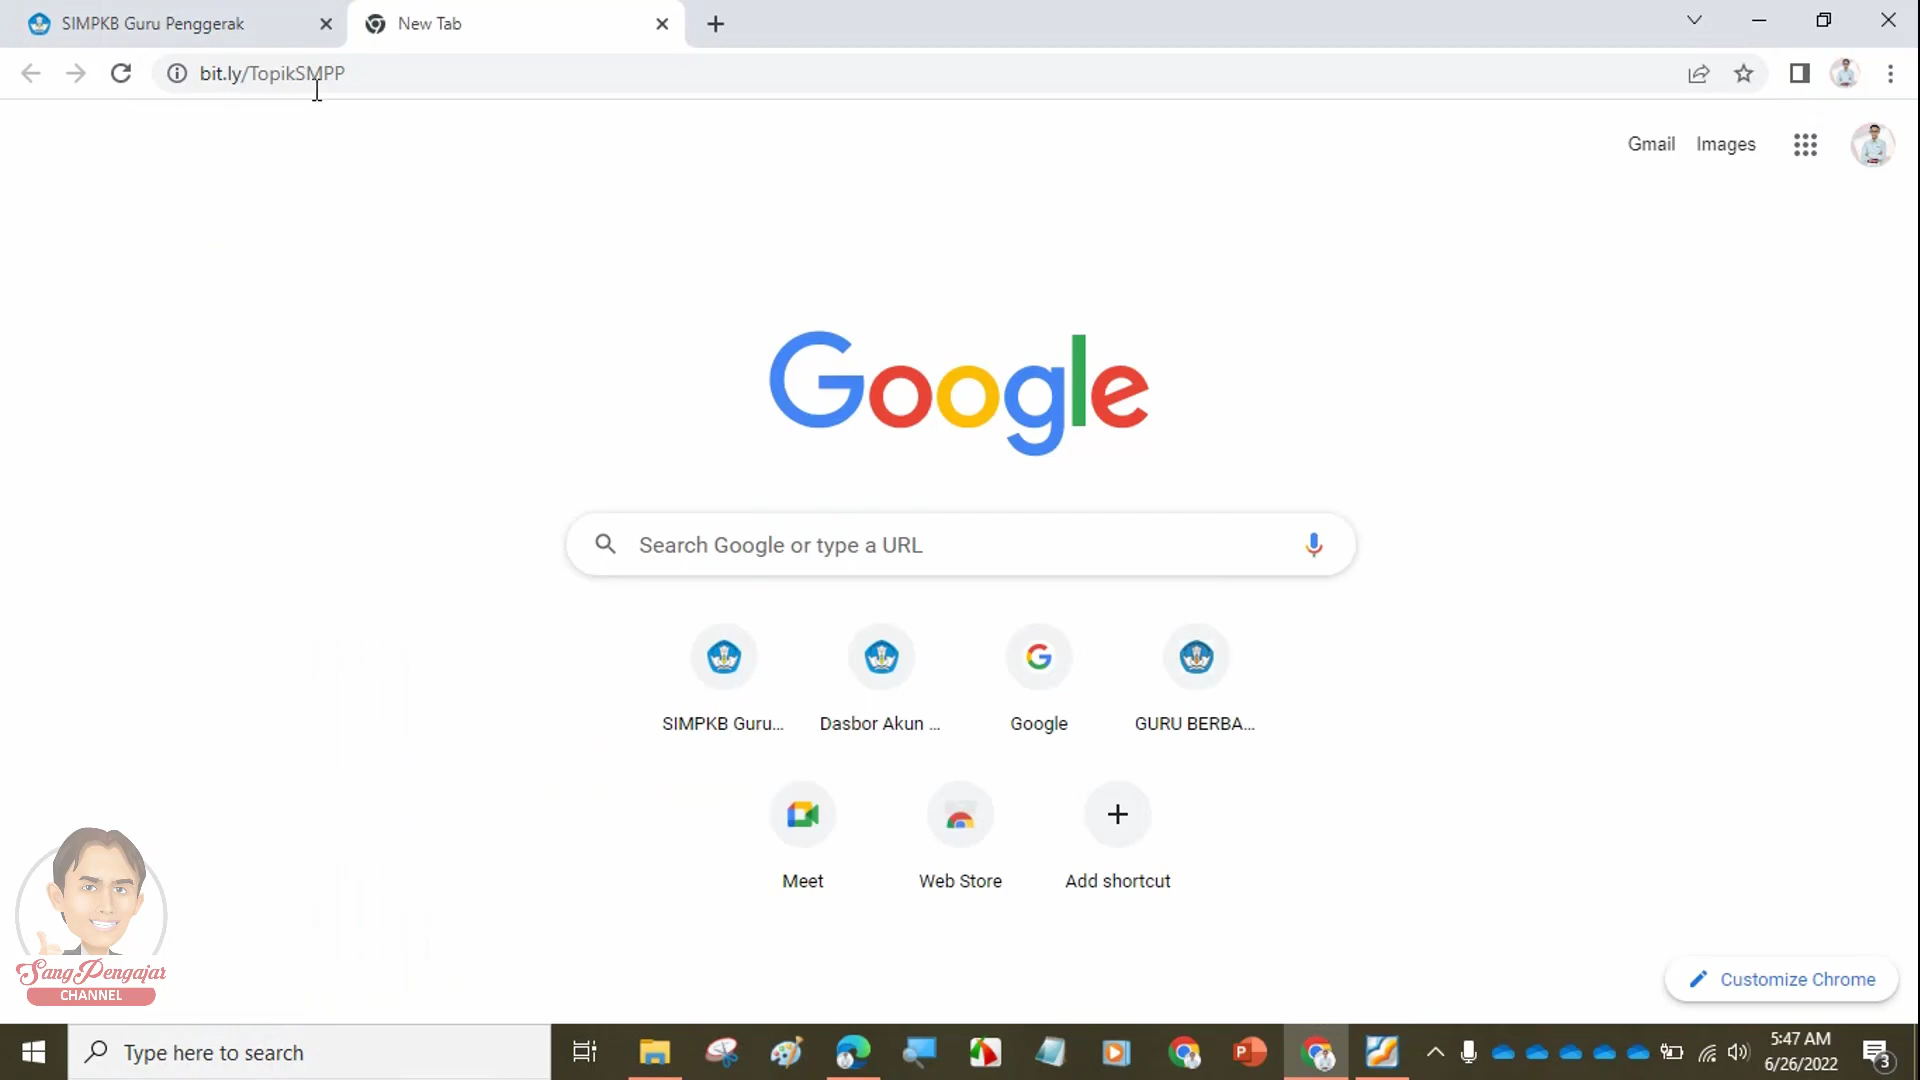 SIMPKB Guru Penggerak
New Tab
bit.ly/TopikSMPP
Gmail Images
Google
Search Google or type a URL
SIMPKB Guru...
Dasbor Akun ...
Google
GURU BERBA...
Meet
Web Store
Add shortcut
SangPengajar
CHANNEL
Customize Chrome
Type here to search
5:47 AM
6/26/2022
3